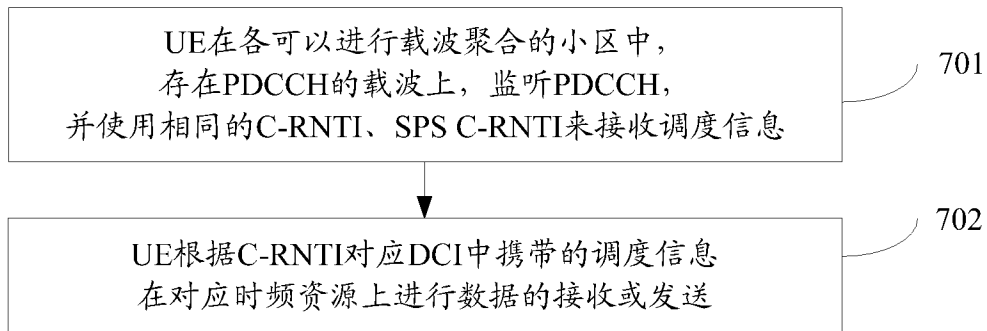 UE在各可以进行载波聚合的小区中，
存在PDCCH的载波上，监听PDCCH，
并使用相同的C-RNTI、SPS C-RNTI来接收调度信息
701
UE根据C-RNTI对应DCI中携带的调度信息
在对应时频资源上进行数据的接收或发送
702